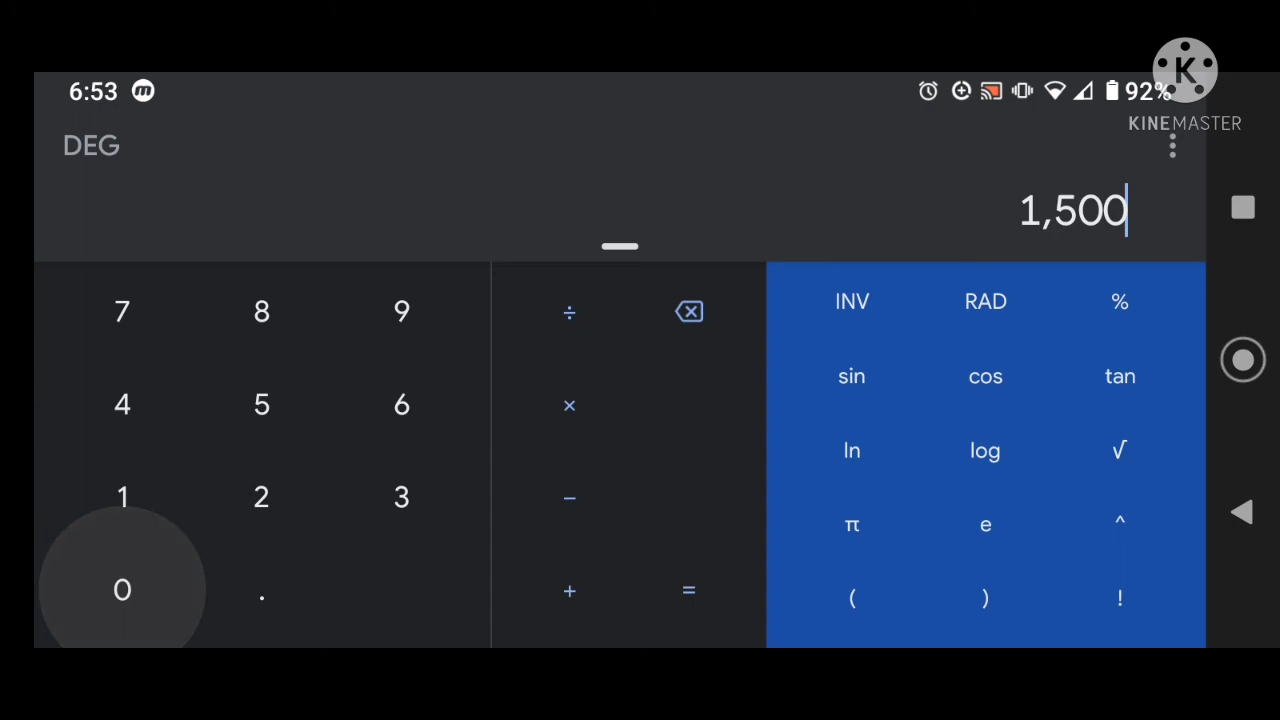 6:53 92%
K
KINEMASTER
DEG
1,500
7 8 9 ÷ INV RAD %
4 5 6 × sin cos tan
1 2 3 − ln log √
π e ^
0 . + = ( ) !